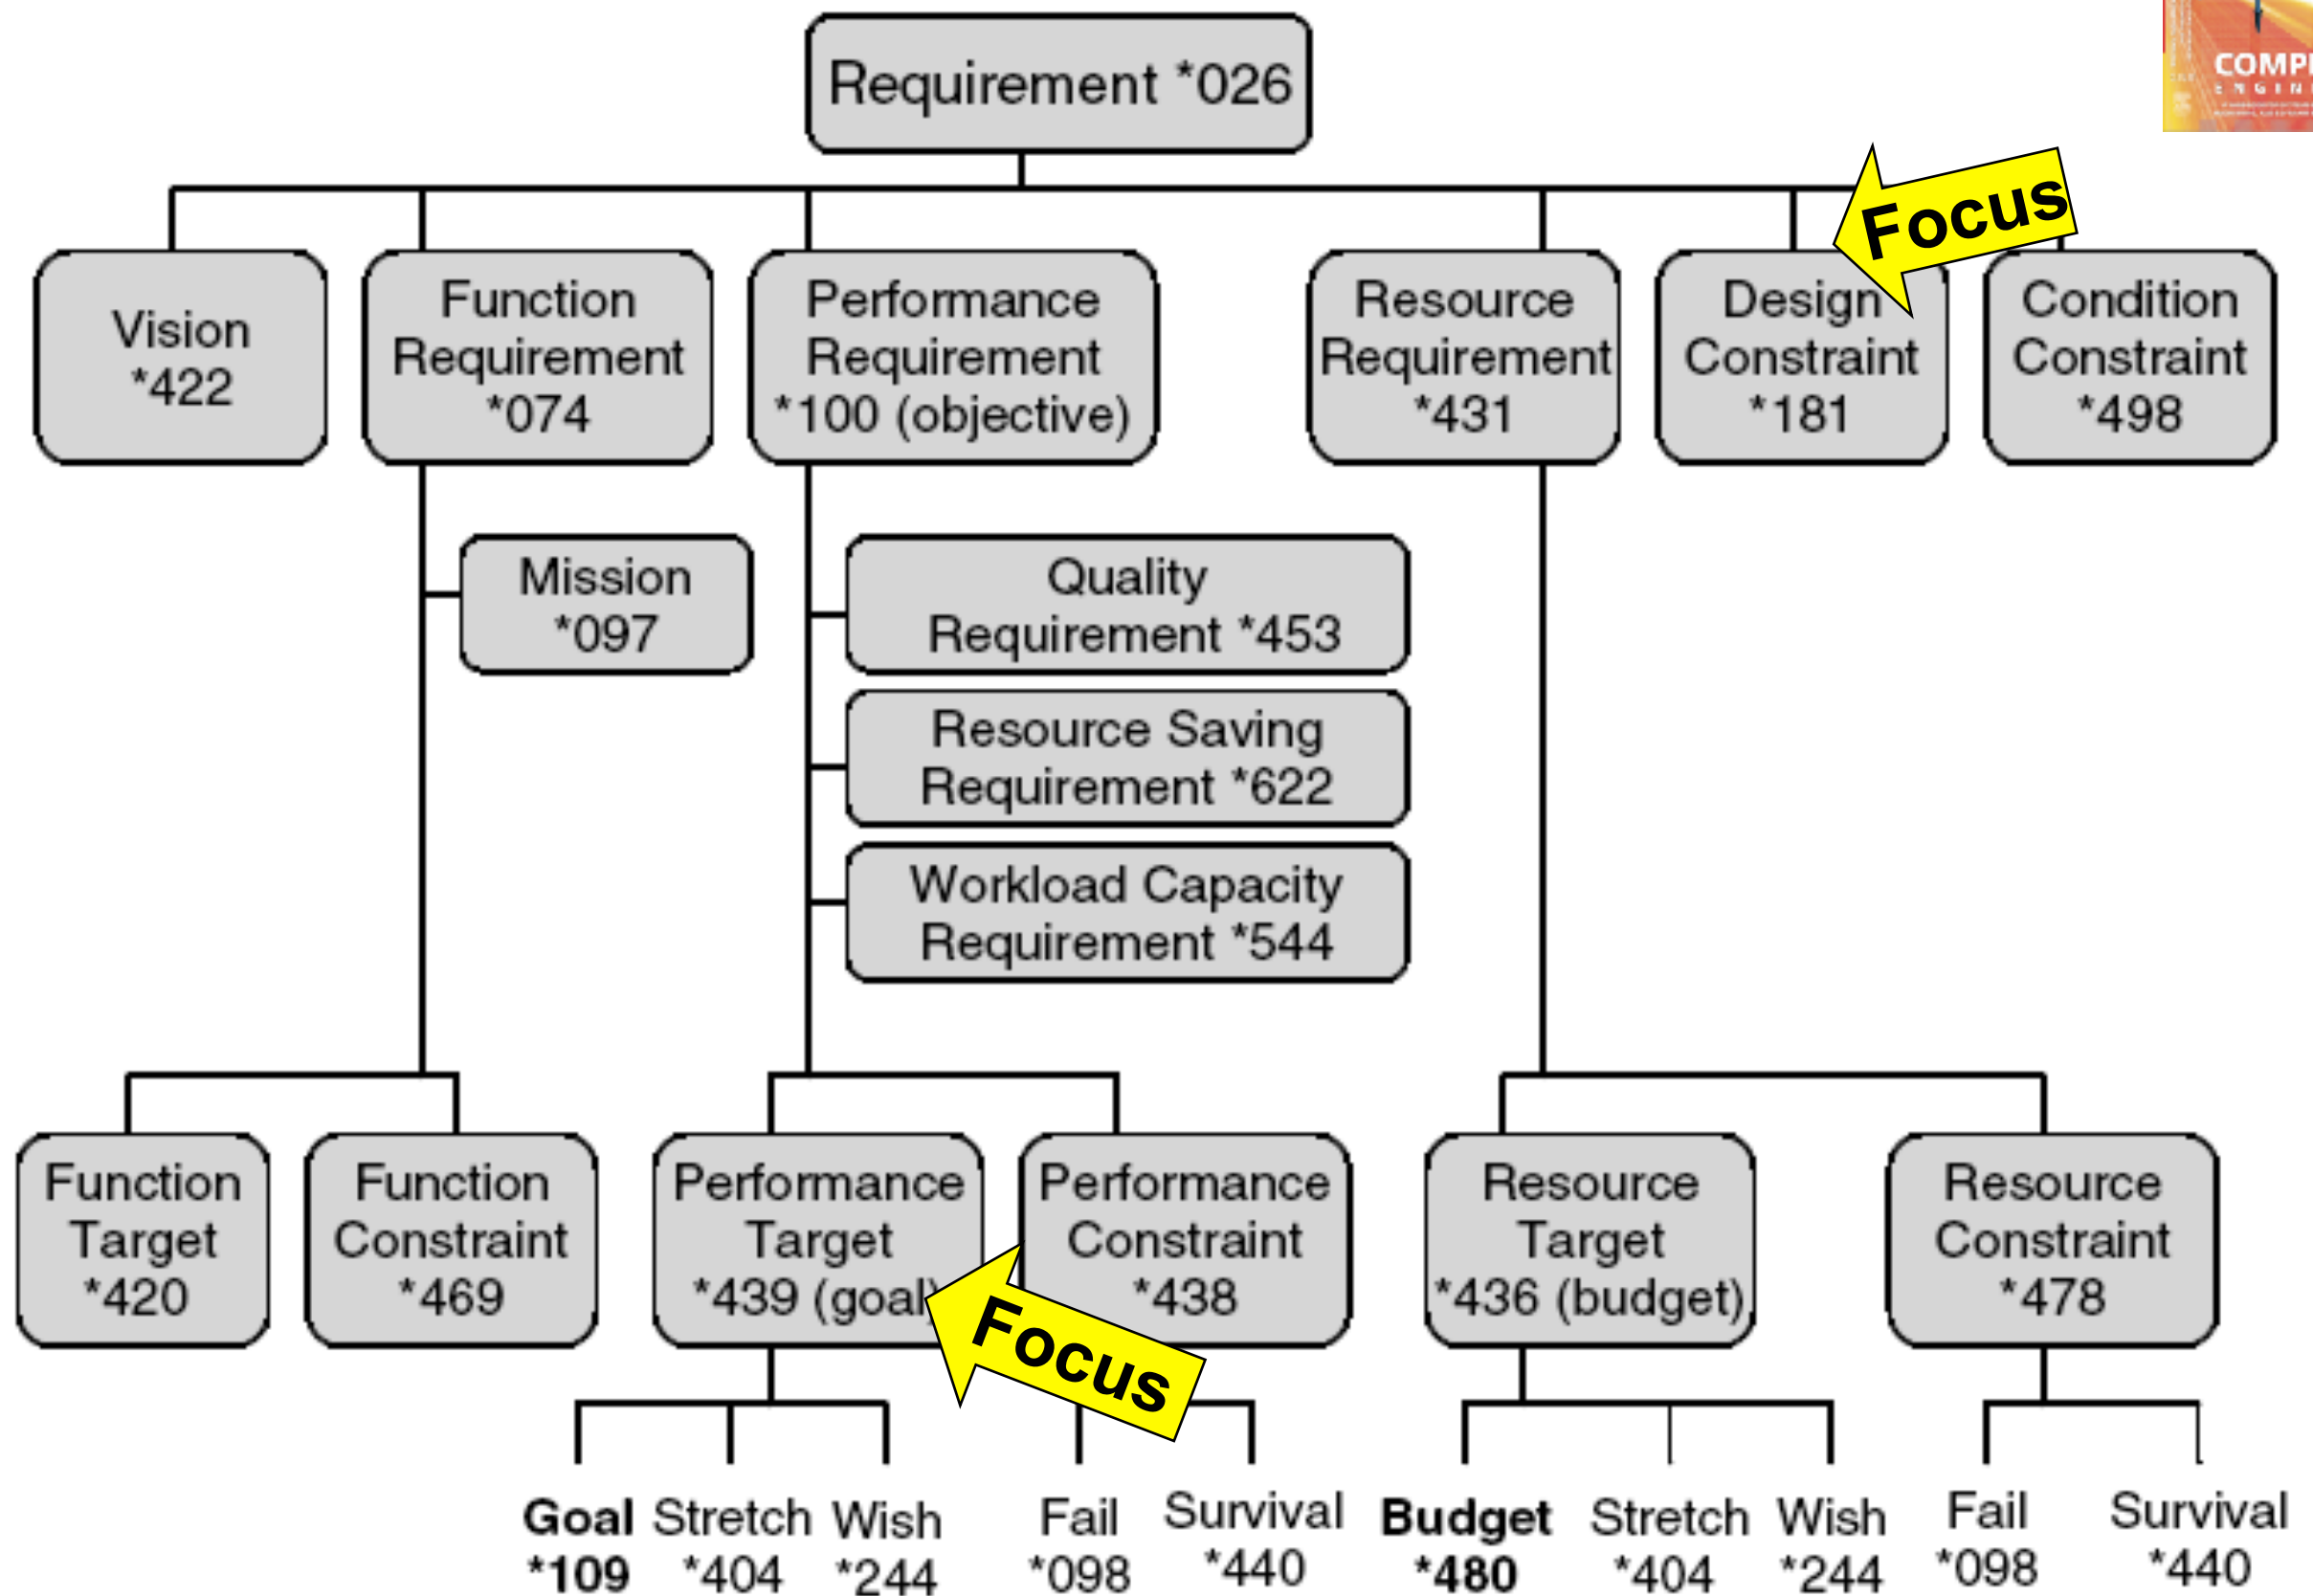 Requirement *026
COMPE
ENGIN
Focus
Vision
*422
Function
Requirement
*074
Performance
Requirement
*100 (objective)
Resource
Requirement
*431
Design
Constraint
*181
Condition
Constraint
*498
Mission
*097
Quality
Requirement *453
Resource Saving
Requirement *622
Workload Capacity
Requirement *544
Function
Target
*420
Function
Constraint
*469
Performance
Target
*439 (goal)
Performance
Constraint
*438
Resource
Target
*436 (budget)
Resource
Constraint
*478
Focus
Goal
*109
Stretch
*404
Wish
*244
Fail
*098
Survival
*440
Budget
*480
Stretch
*404
Wish
*244
Fail
*098
Survival
*440